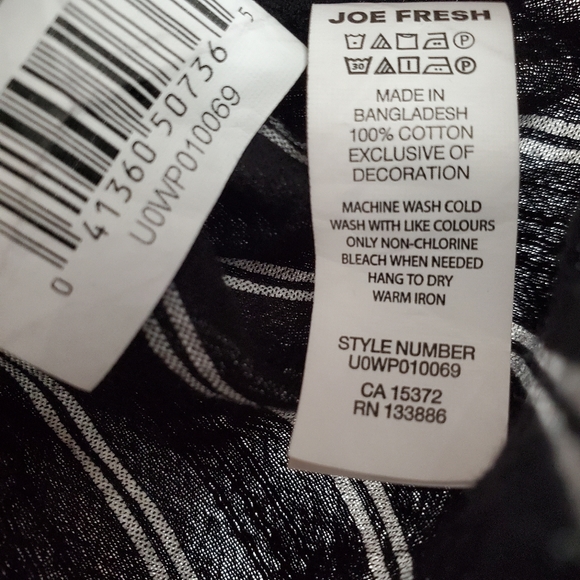 0 41360 50736 5
U0WP010069
JOE FRESH
P
30 P
MADE IN
BANGLADESH
100% COTTON
EXCLUSIVE OF
DECORATION
MACHINE WASH COLD
WASH WITH LIKE COLOURS
ONLY NON-CHLORINE
BLEACH WHEN NEEDED
HANG TO DRY
WARM IRON
STYLE NUMBER
U0WP010069
CA 15372
RN 133886